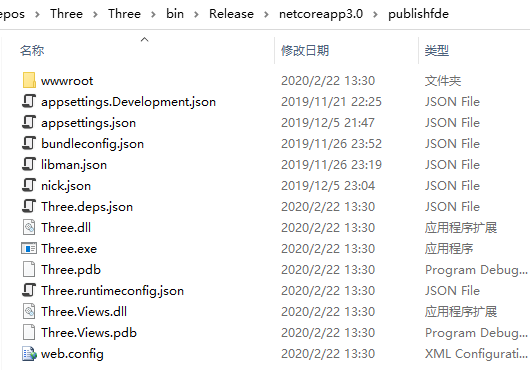 epos > Three > Three > bin > Release > netcoreapp3.0 > publishfde
名称 修改日期 类型
wwwroot 2020/2/22 13:30 文件夹
appsettings.Development.json 2019/11/21 22:25 JSON File
appsettings.json 2019/12/5 21:47 JSON File
bundleconfig.json 2019/11/26 23:52 JSON File
libman.json 2019/11/26 23:19 JSON File
nick.json 2019/12/5 23:04 JSON File
Three.deps.json 2020/2/22 13:30 JSON File
Three.dll 2020/2/22 13:30 应用程序扩展
Three.exe 2020/2/22 13:30 应用程序
Three.pdb 2020/2/22 13:30 Program Debug...
Three.runtimeconfig.json 2020/2/22 13:30 JSON File
Three.Views.dll 2020/2/22 13:30 应用程序扩展
Three.Views.pdb 2020/2/22 13:30 Program Debug...
web.config 2020/2/22 13:30 XML Configurati...